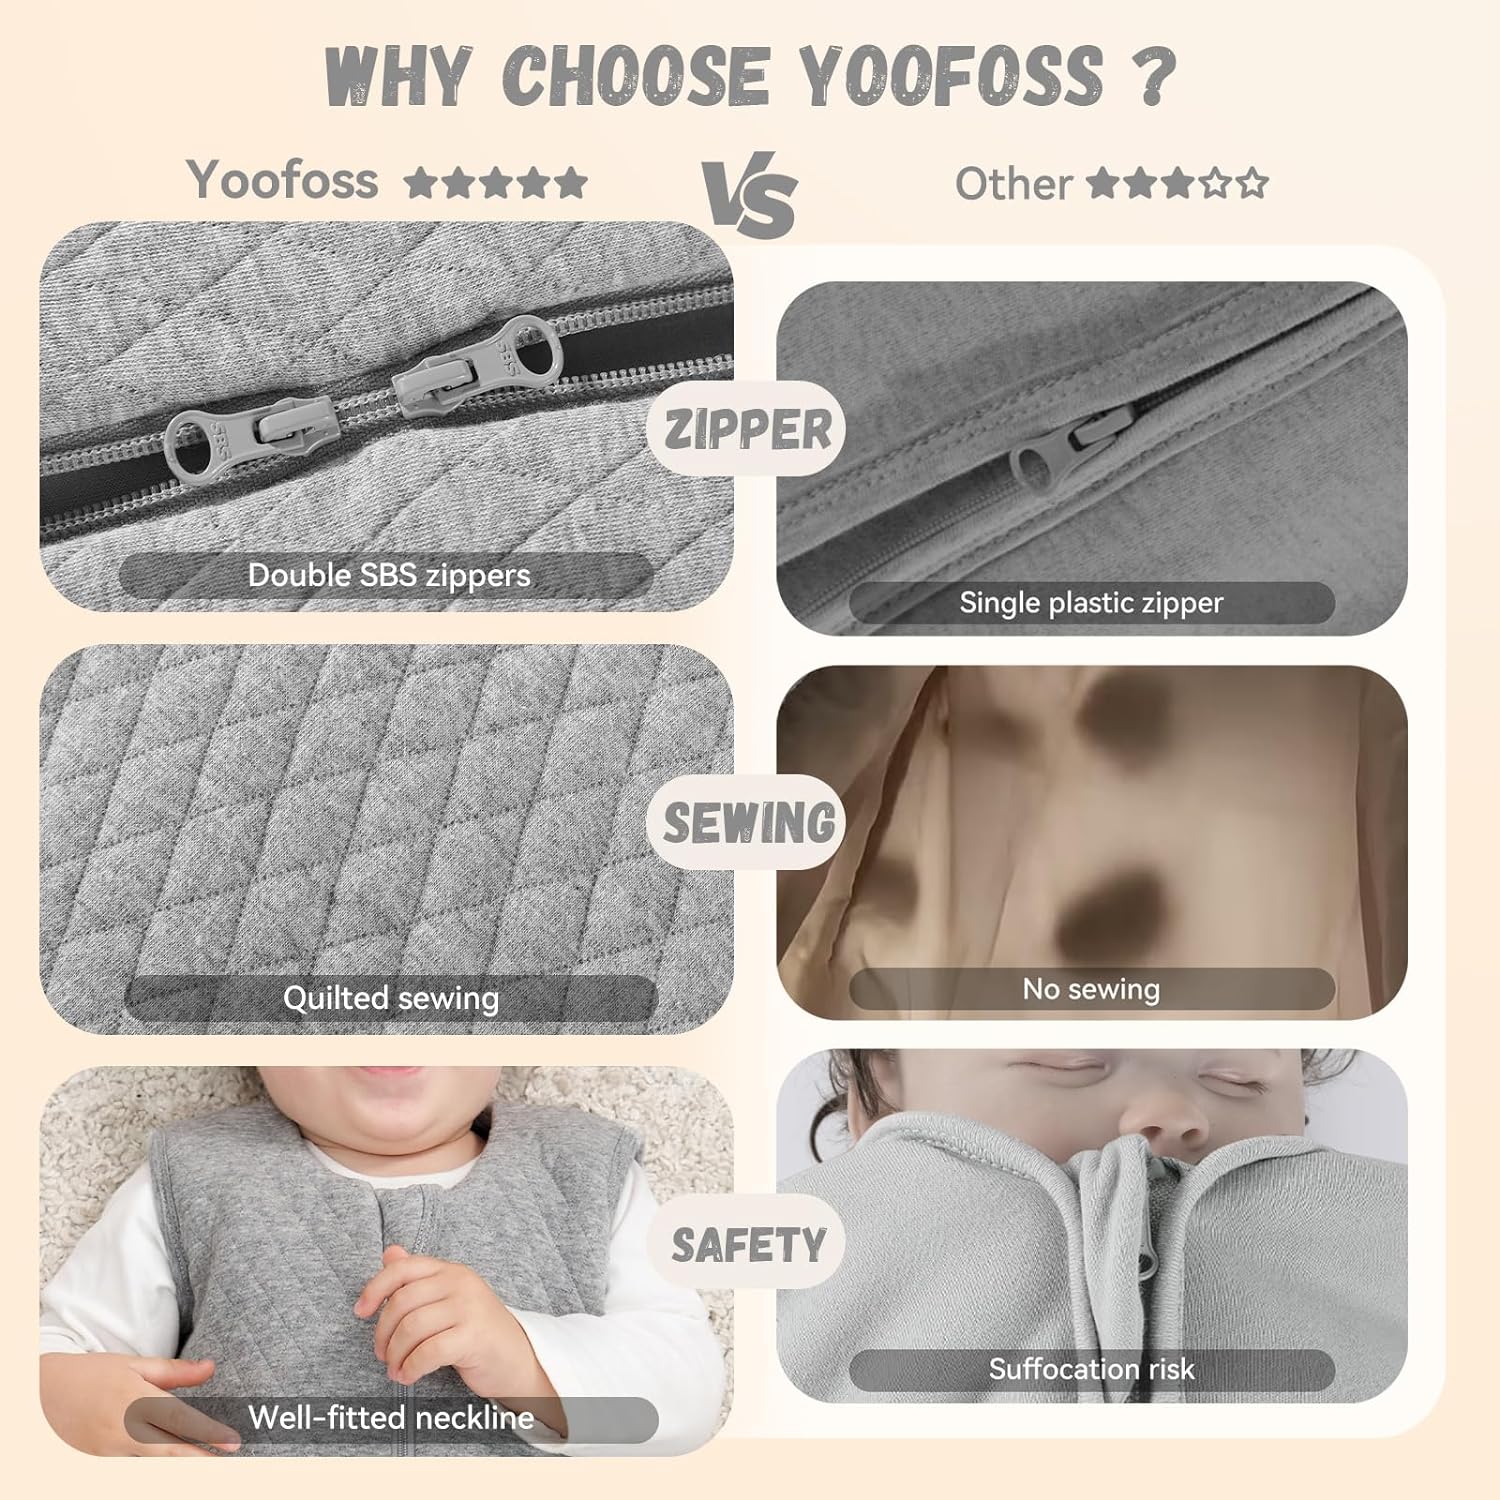 WHY CHOOSE YOOFOSS ?
Yoofoss
VS
Other
SBS
SBS
ZIPPER
Double SBS zippers
Single plastic zipper
SEWING
Quilted sewing
No sewing
SAFETY
Well-fitted neckline
Suffocation risk